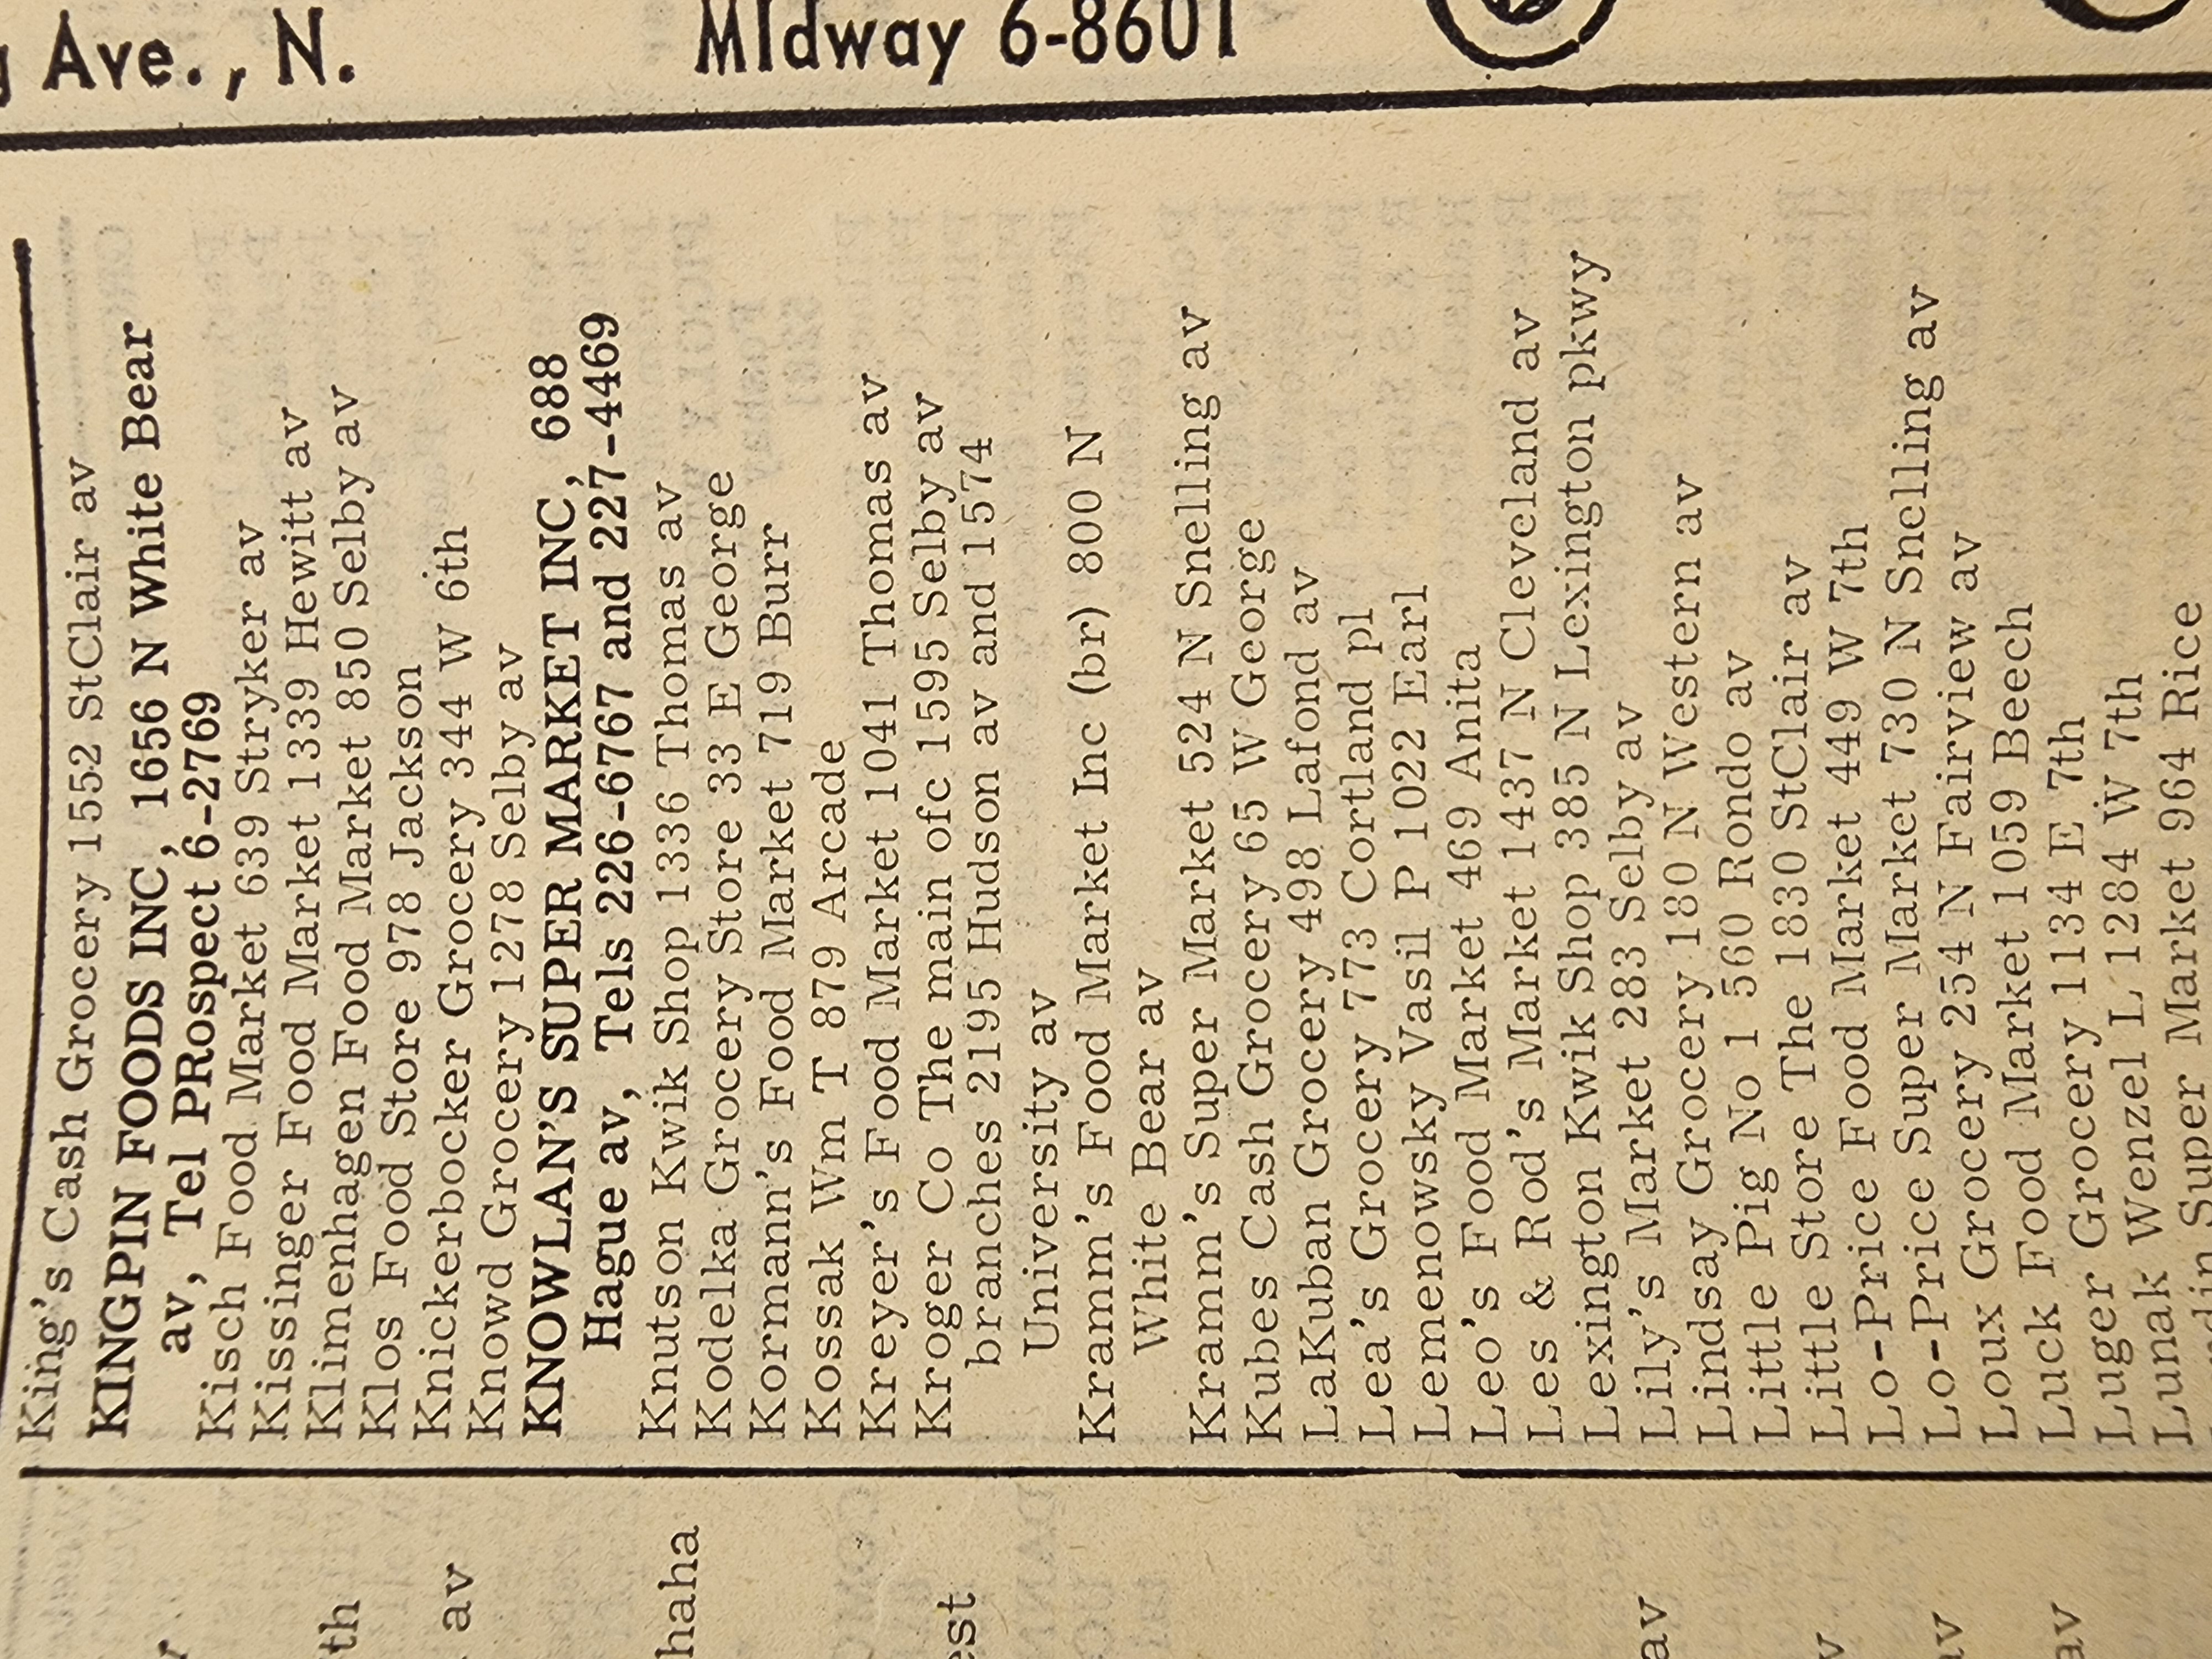 Ave., N.
MIdway 6-8601
King's Cash Grocery 1552 StClair av
KINGPIN FOODS INC, 1656 N White Bear
av, Tel PRospect 6-2769
Kisch Food Market 639 Stryker av
Kissinger Food Market 1339 Hewitt av
Klimenhagen Food Market 850 Selby av
Klos Food Store 978 Jackson
Knickerbocker Grocery 344 W 6th
Knowd Grocery 1278 Selby av
KNOWLAN'S SUPER MARKET INC, 688
Hague av, Tels 226-6767 and 227-4469
Knutson Kwik Shop 1336 Thomas av
Kodelka Grocery Store 33 E George
Kormann's Food Market 719 Burr
Kossak Wm T 879 Arcade
Kreyer's Food Market 1041 Thomas av
Kroger Co The main ofc 1595 Selby av
branches 2195 Hudson av and 1574
University av
Kramm's Food Market Inc (br) 800 N
White Bear av
Kramm's Super Market 524 N Snelling av
Kubes Cash Grocery 65 W George
LaKuban Grocery 498 Lafond av
Lea's Grocery 773 Cortland pl
Lemenowsky Vasil P 1022 Earl
Leo's Food Market 469 Anita
Les & Rod's Market 1437 N Cleveland av
Lexington Kwik Shop 385 N Lexington pkwy
Lily's Market 283 Selby av
Lindsay Grocery 180 N Western av
Little Pig No 1 560 Rondo av
Little Store The 1830 StClair av
Lo-Price Food Market 449 W 7th
Lo-Price Super Market 730 N Snelling av
Loux Grocery 254 N Fairview av
Luck Food Market 1059 Beech
Luger Grocery 1134 E 7th
Lunak Wenzel L 1284 W 7th
Super Market 964 Rice
th
av
haha
est
av
av
av